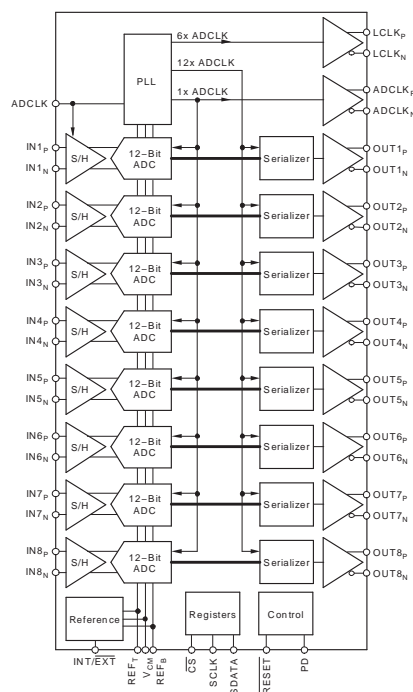 6x ADCLK
LCLKP
12x ADCLK
LCLKN
PLL
1x ADCLK
ADCLKP
ADCLK
ADCLKN
IN1P
S/H
12–Bit
ADC
Serializer
OUT1P
IN1N
OUT1N
IN2P
S/H
12–Bit
ADC
Serializer
OUT2P
IN2N
OUT2N
IN3P
S/H
12–Bit
ADC
Serializer
OUT3P
IN3N
OUT3N
IN4P
S/H
12–Bit
ADC
Serializer
OUT4P
IN4N
OUT4N
IN5P
S/H
12–Bit
ADC
Serializer
OUT5P
IN5N
OUT5N
IN6P
S/H
12–Bit
ADC
Serializer
OUT6P
IN6N
OUT6N
IN7P
S/H
12–Bit
ADC
Serializer
OUT7P
IN7N
OUT7N
IN8P
S/H
12–Bit
ADC
Serializer
OUT8P
IN8N
OUT8N
Reference
Registers
Control
INT/EXT
REFT
VCM
REFB
CS
SCLK
SDATA
RESET
PD